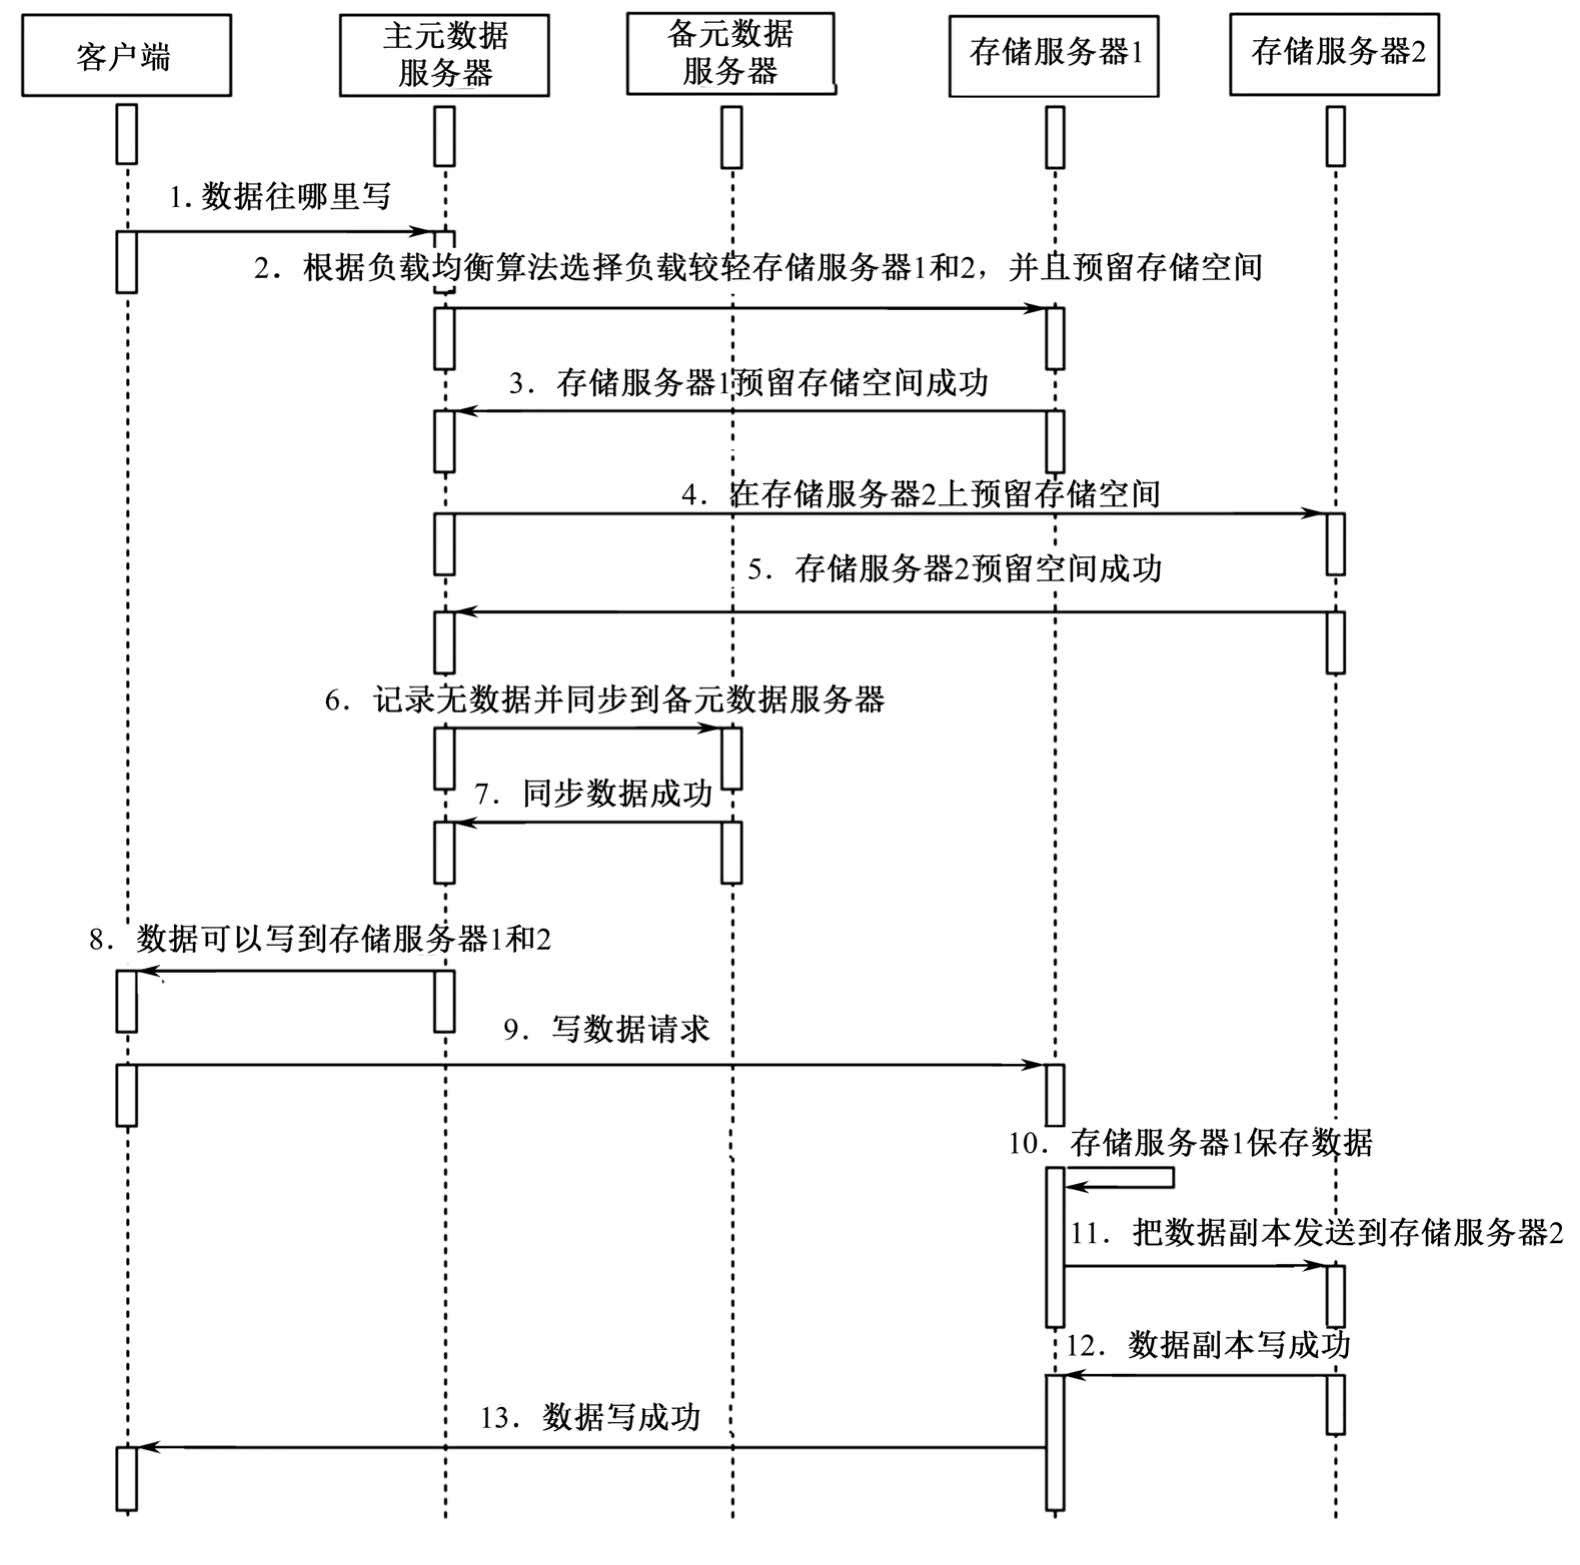 客户端
主元数据
服务器
备元数据
服务器
存储服务器1
存储服务器2
1. 数据往哪里写
2. 根据负载均衡算法选择负载较轻存储服务器1和2，并且预留存储空间
3. 存储服务器1预留存储空间成功
4. 在存储服务器2上预留存储空间
5. 存储服务器2预留空间成功
6. 记录无数据并同步到备元数据服务器
7. 同步数据成功
8. 数据可以写到存储服务器1和2
9. 写数据请求
10. 存储服务器1保存数据
11. 把数据副本发送到存储服务器2
12. 数据副本写成功
13. 数据写成功